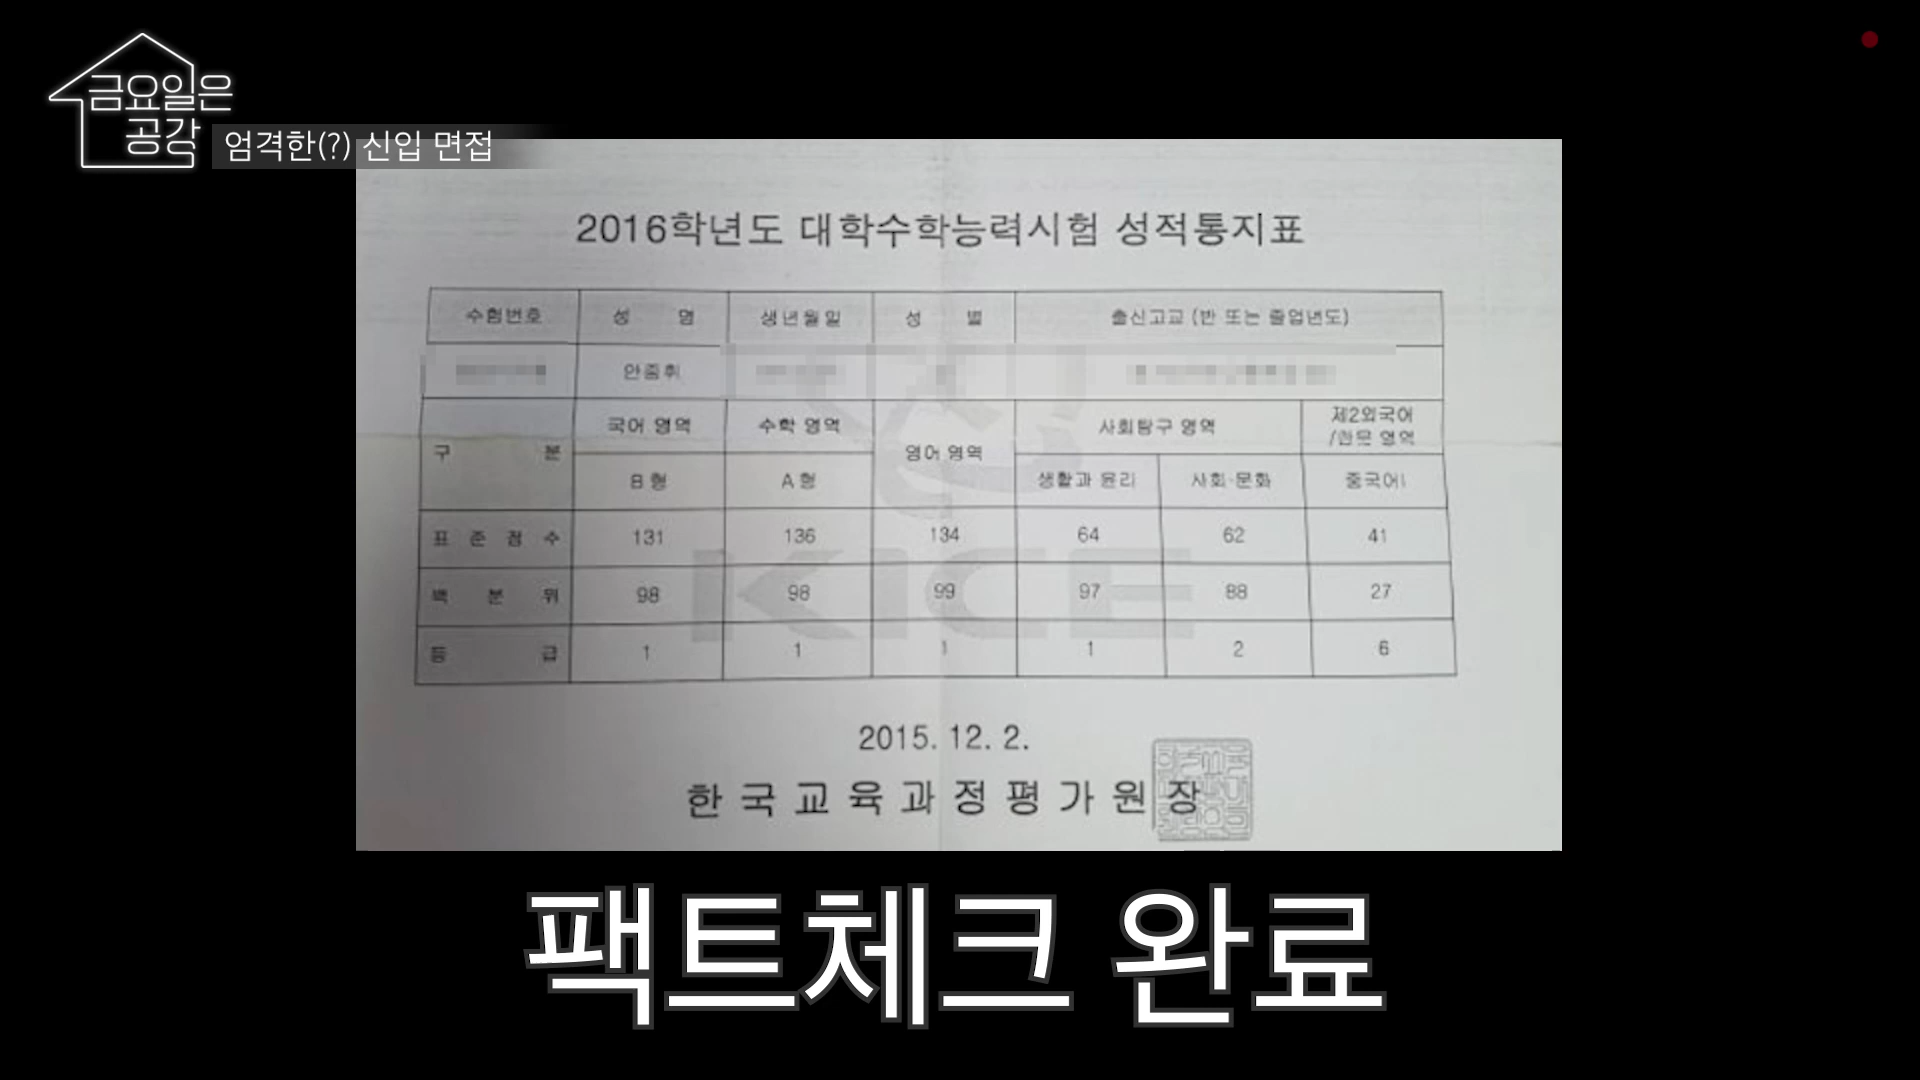 금요일은
공강
엄격한(?) 신입 면접
2016학년도 대학수학능력시험 성적통지표
수험번호 성 명 생년월일 성 별 출신고교 (반 또는 졸업년도)
안중휘
구 분 국어 영역 수학 영역 영어 영역 사회탐구 영역 제2외국어
/한문 영역
B형 A형 생활과 윤리 사회·문화 중국어Ⅰ
표 준 점 수 131 136 134 64 62 41
백 분 위 98 98 99 97 88 27
등 급 1 1 1 1 2 6
2015. 12. 2.
한국교육과정평가원장
KICE
팩트체크 완료